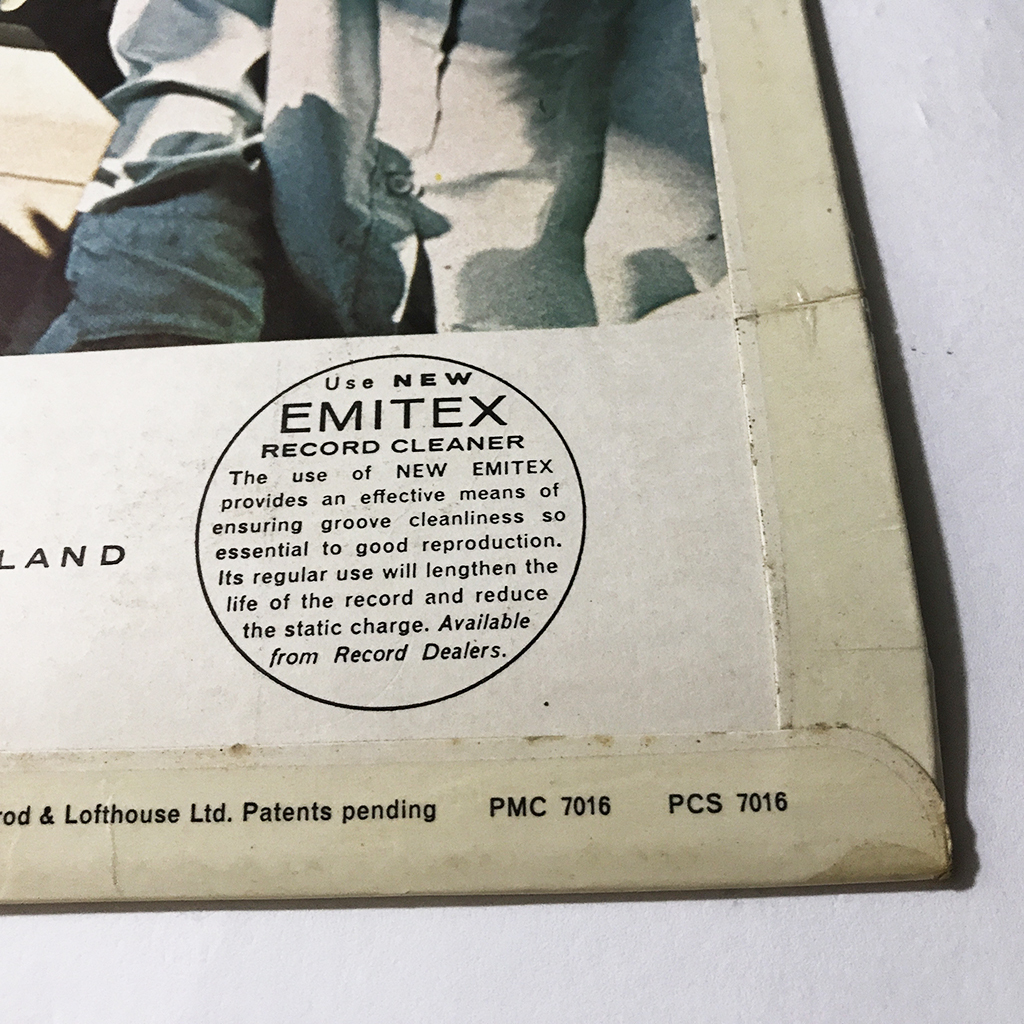 Use NEW
EMITEX
RECORD CLEANER
The use of NEW EMITEX
provides an effective means of
ensuring groove cleanliness so
essential to good reproduction.
Its regular use will lengthen the
life of the record and reduce
the static charge. Available
from Record Dealers.
LAND
rod & Lofthouse Ltd. Patents pending PMC 7016 PCS 7016